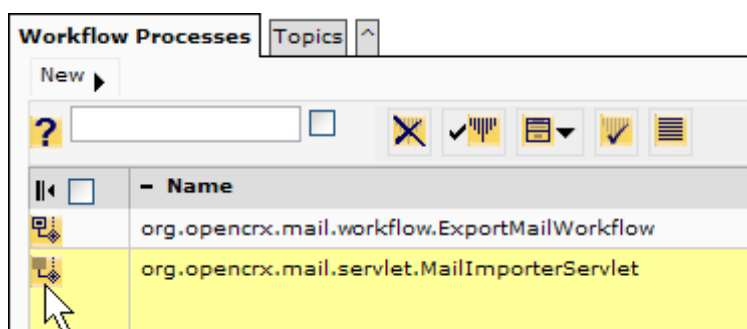 Workflow Processes Topics ^
New
?
– Name
org.opencrx.mail.workflow.ExportMailWorkflow
org.opencrx.mail.servlet.MailImporterServlet